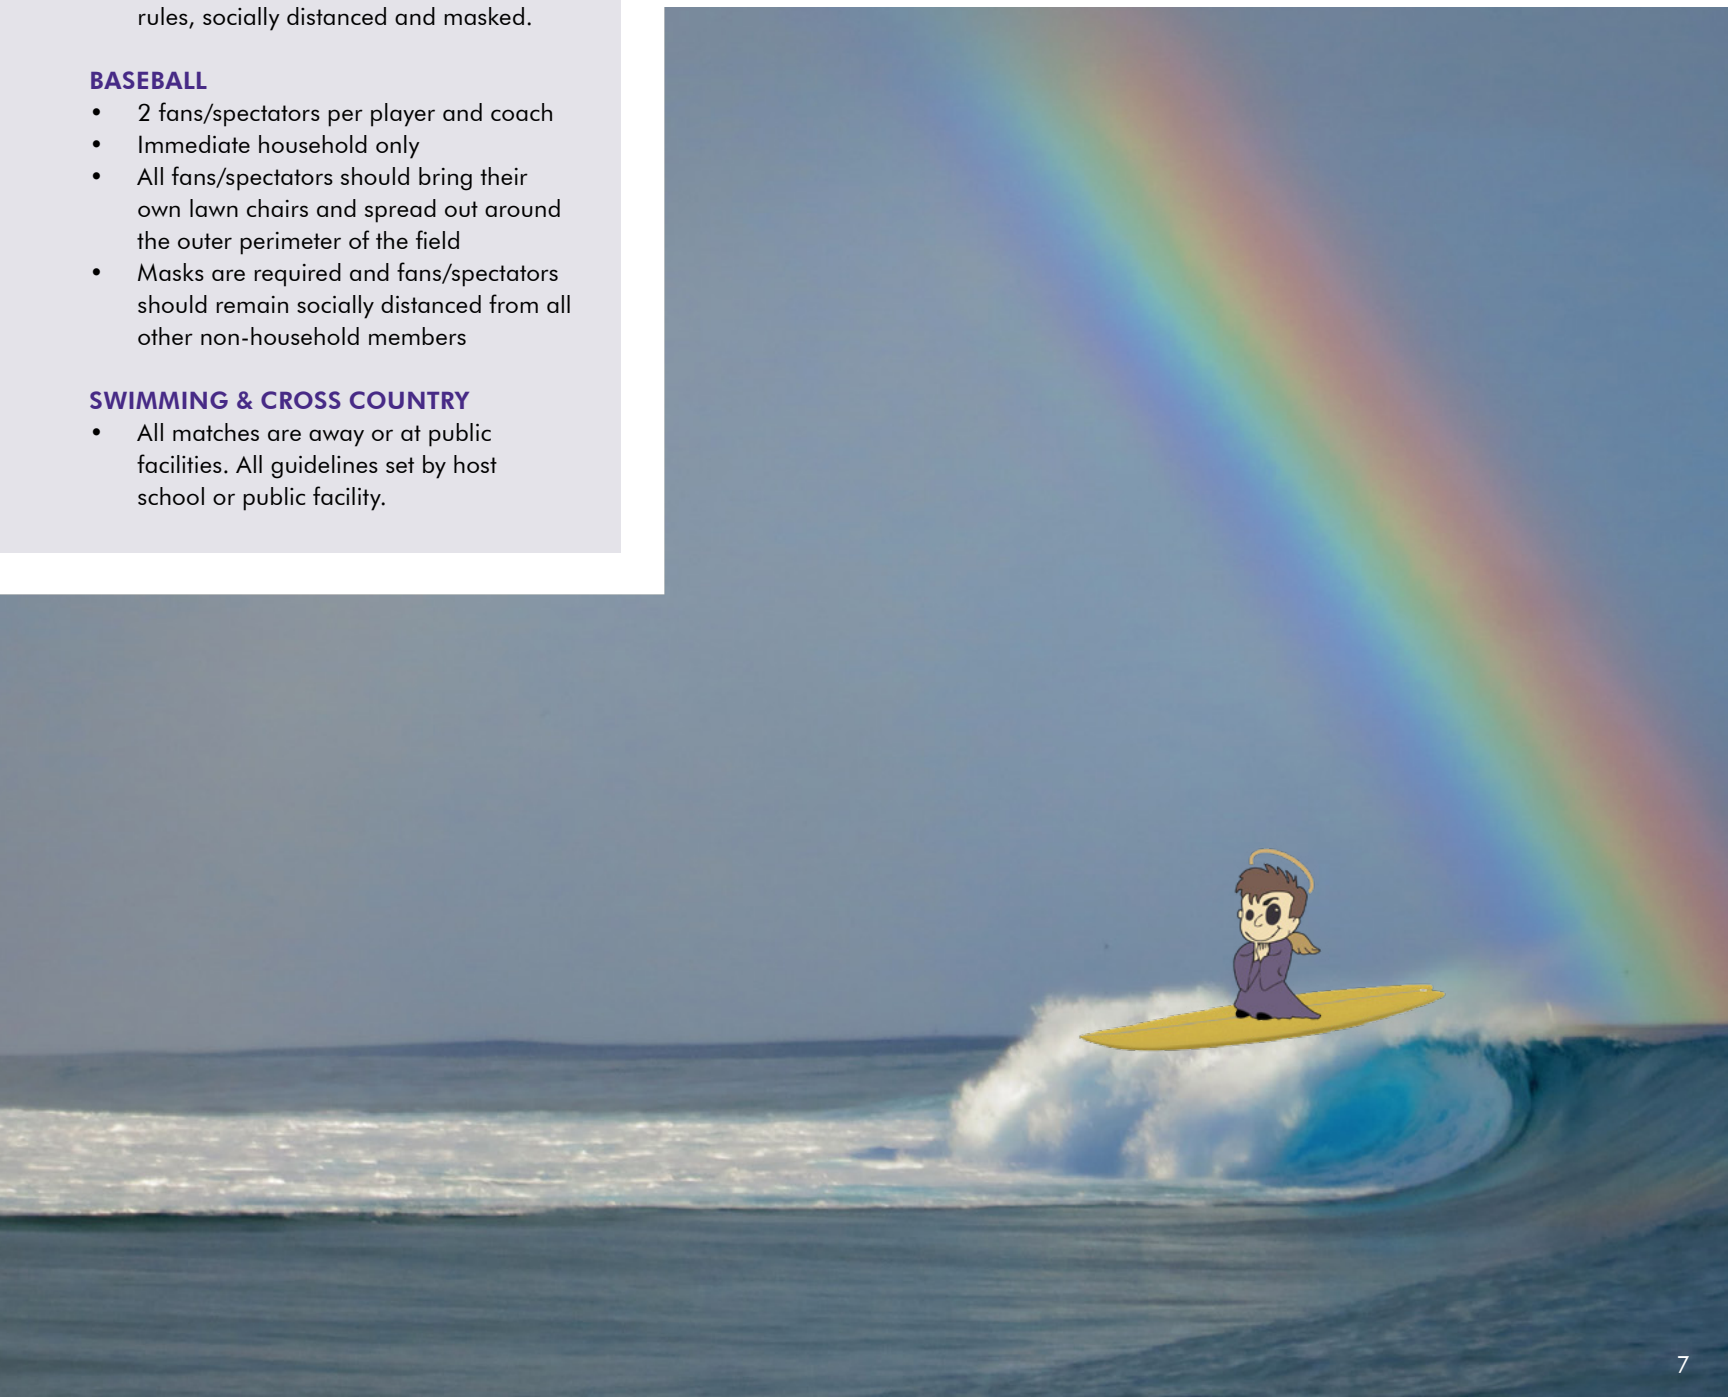 rules, socially distanced and masked.
BASEBALL
• 2 fans/spectators per player and coach
• Immediate household only
• All fans/spectators should bring their
own lawn chairs and spread out around
the outer perimeter of the field
• Masks are required and fans/spectators
should remain socially distanced from all
other non-household members
SWIMMING & CROSS COUNTRY
• All matches are away or at public
facilities. All guidelines set by host
school or public facility.
7